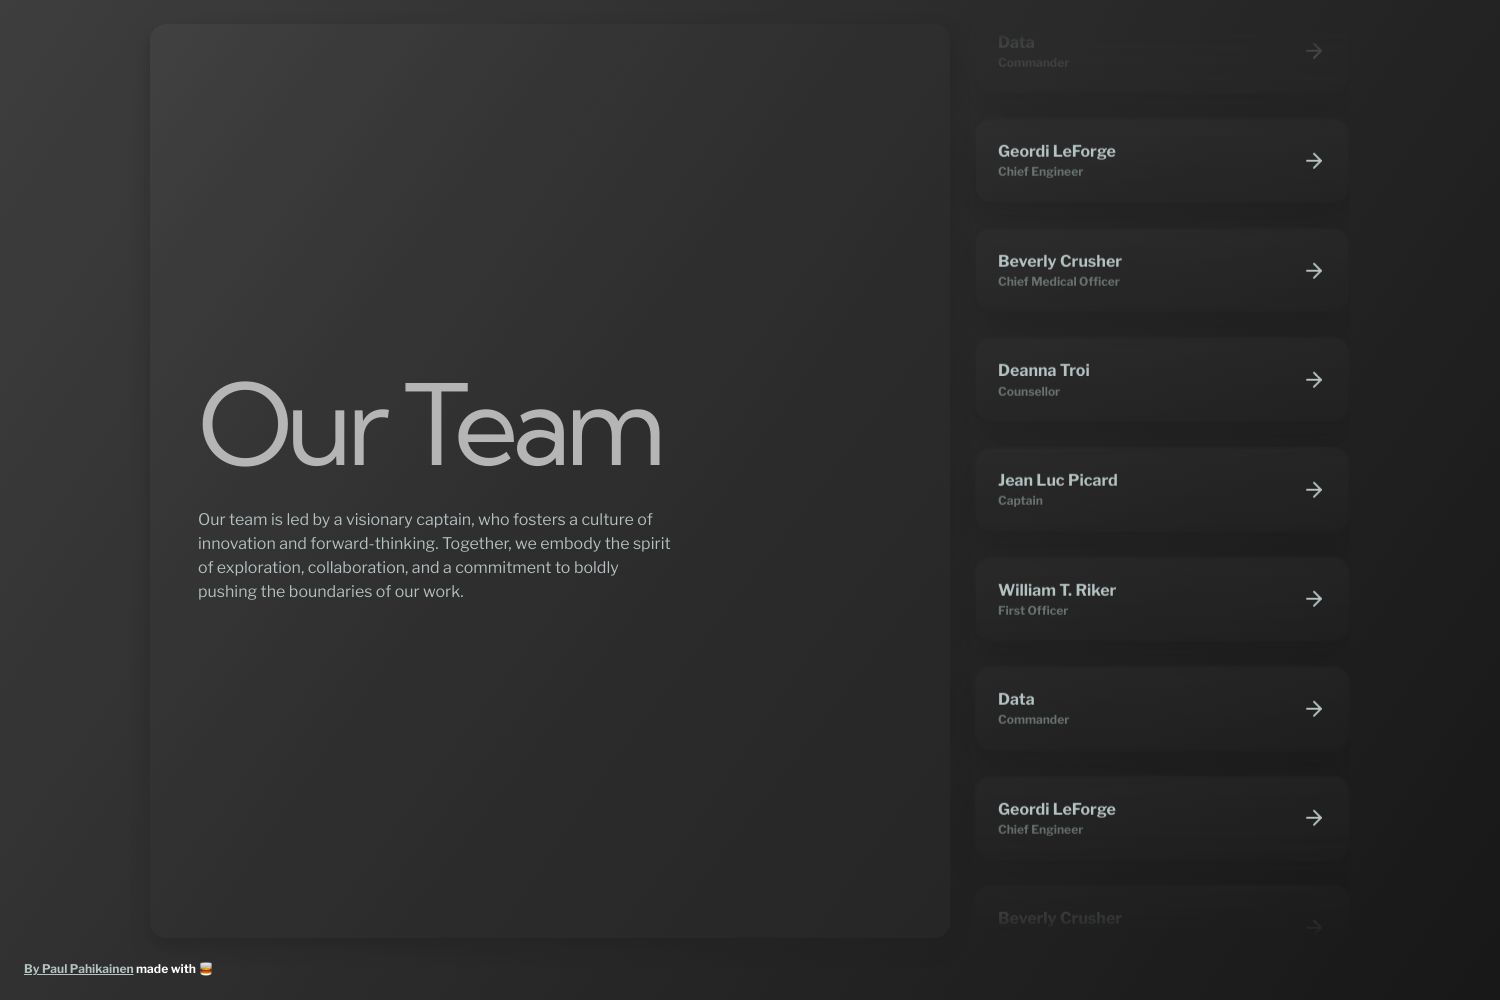 Our Team
Our team is led by a visionary captain, who fosters a culture of
innovation and forward-thinking. Together, we embody the spirit
of exploration, collaboration, and a commitment to boldly
pushing the boundaries of our work.
Data
Commander
Geordi LeForge
Chief Engineer
Beverly Crusher
Chief Medical Officer
Deanna Troi
Counsellor
Jean Luc Picard
Captain
William T. Riker
First Officer
Data
Commander
Geordi LeForge
Chief Engineer
Beverly Crusher
By Paul Pahikainen made with 🥃